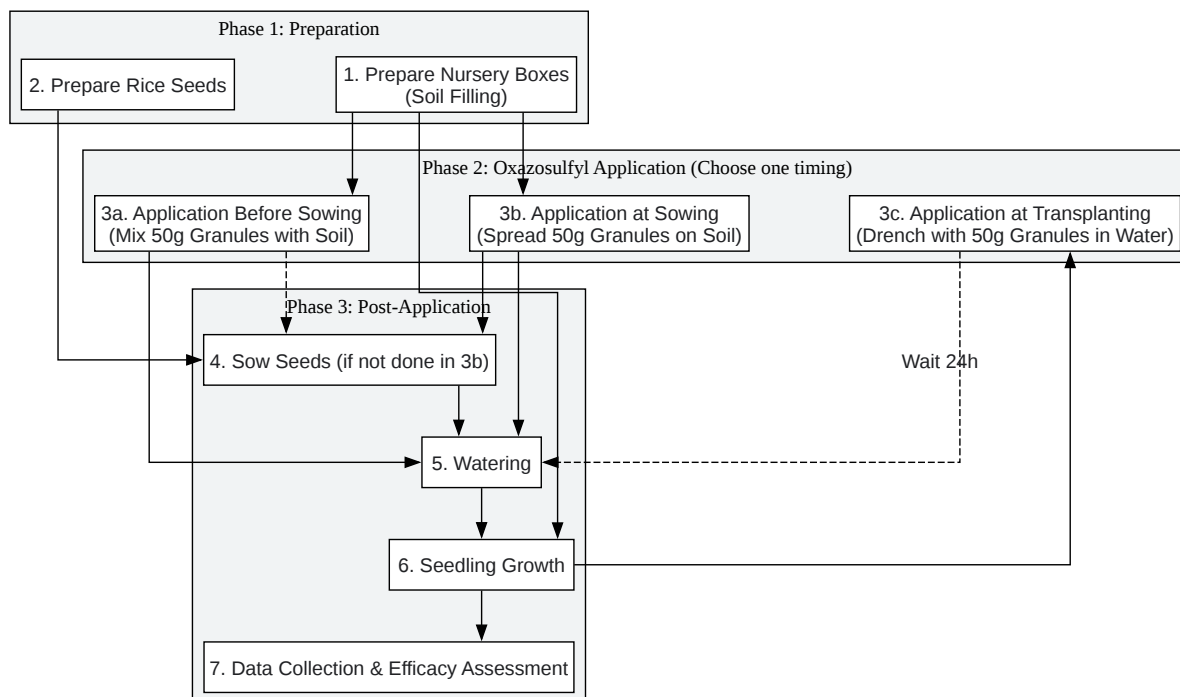 Phase 1: Preparation
2. Prepare Rice Seeds
1. Prepare Nursery Boxes
(Soil Filling)
Phase 2: Oxazosulfyl Application (Choose one timing)
3a. Application Before Sowing
(Mix 50g Granules with Soil)
3b. Application at Sowing
(Spread 50g Granules on Soil)
3c. Application at Transplanting
(Drench with 50g Granules in Water)
Phase 3: Post-Application
4. Sow Seeds (if not done in 3b)
Wait 24h
5. Watering
6. Seedling Growth
7. Data Collection & Efficacy Assessment